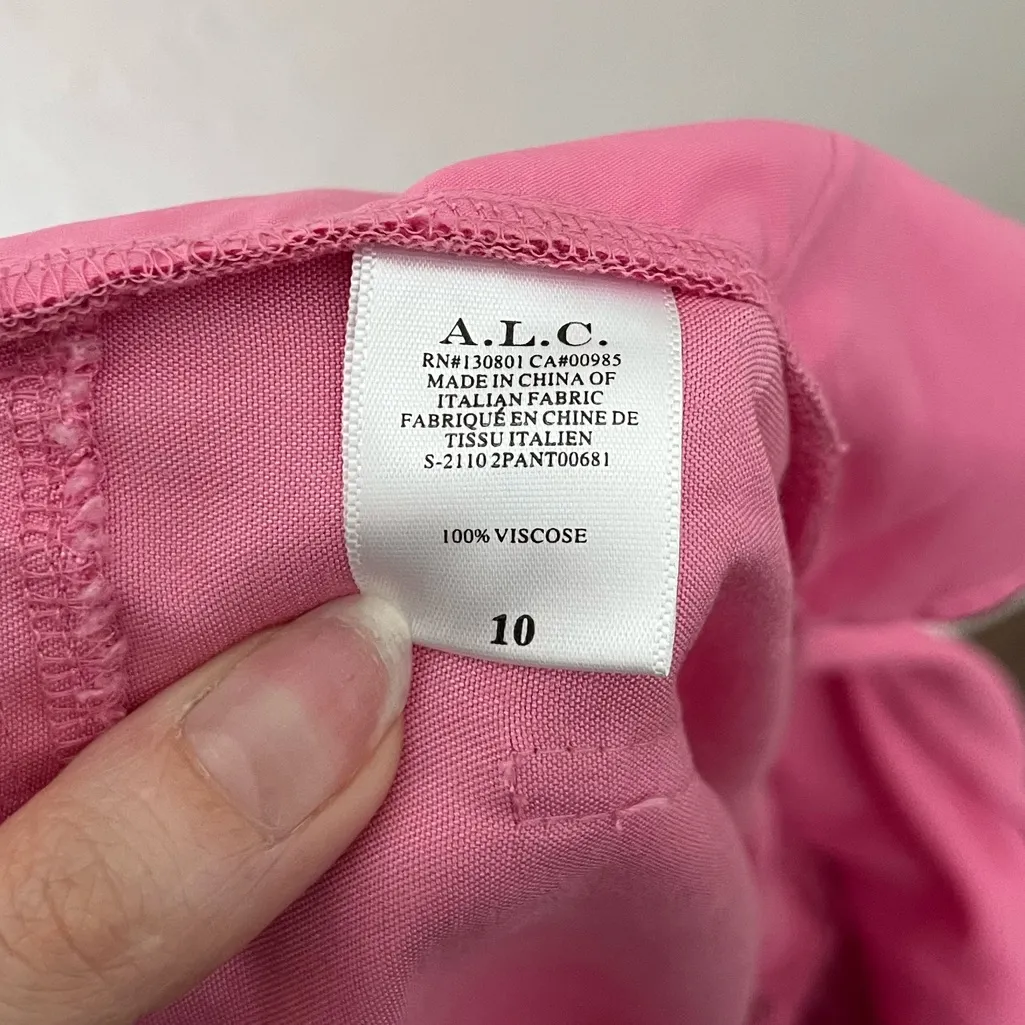 A.L.C.
RN#130801 CA#00985
MADE IN CHINA OF
ITALIAN FABRIC
FABRIQUÉ EN CHINE DE
TISSU ITALIEN
S-2110 2PANT00681
100% VISCOSE
10